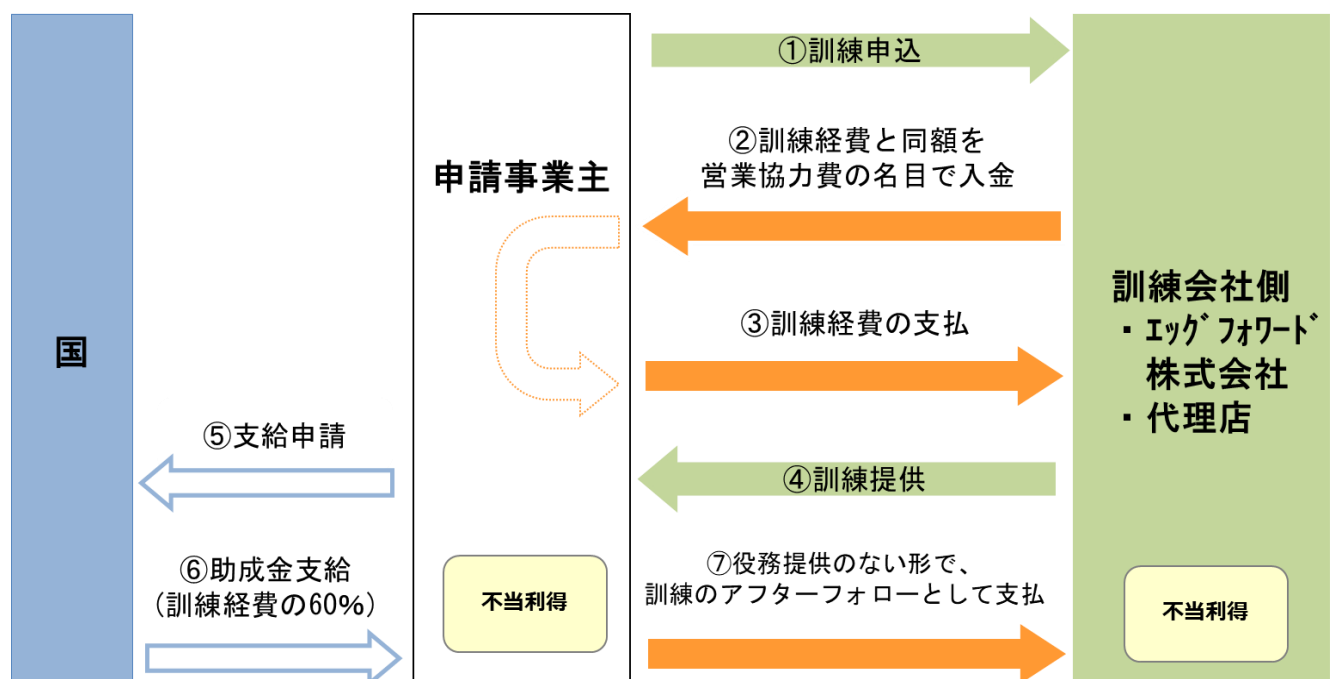 国
申請事業主
①訓練申込
②訓練経費と同額を
営業協力費の名目で入金
③訓練経費の支払
訓練会社側
・ｴｯｸﾞﾌｫﾜｰﾄﾞ
株式会社
・代理店
④訓練提供
⑤支給申請
⑥助成金支給
(訓練経費の60%)
⑦役務提供のない形で、
訓練のアフターフォローとして支払
不当利得
不当利得